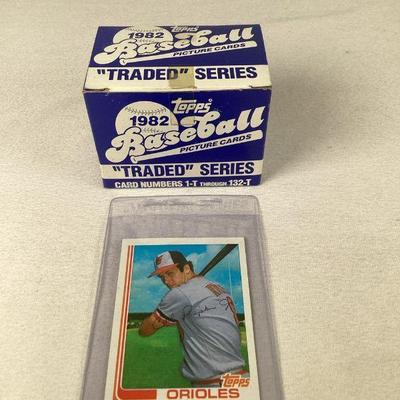 TOPPS
1982
Baseball
PICTURE CARDS
"TRADED" SERIES
TOPPS
1982
Baseball
PICTURE CARDS
"TRADED" SERIES
CARD NUMBERS 1-T THROUGH 132-T
TOPPS
ORIOLES